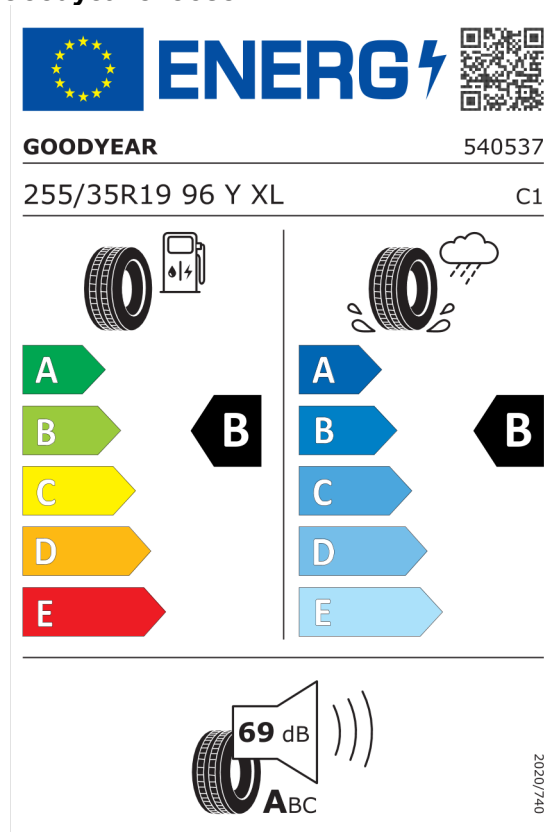 ENERG
GOODYEAR 540537
255/35R19 96 Y XL C1
A A
B B B B
C C
D D
E E
69 dB
ABC
2020/740